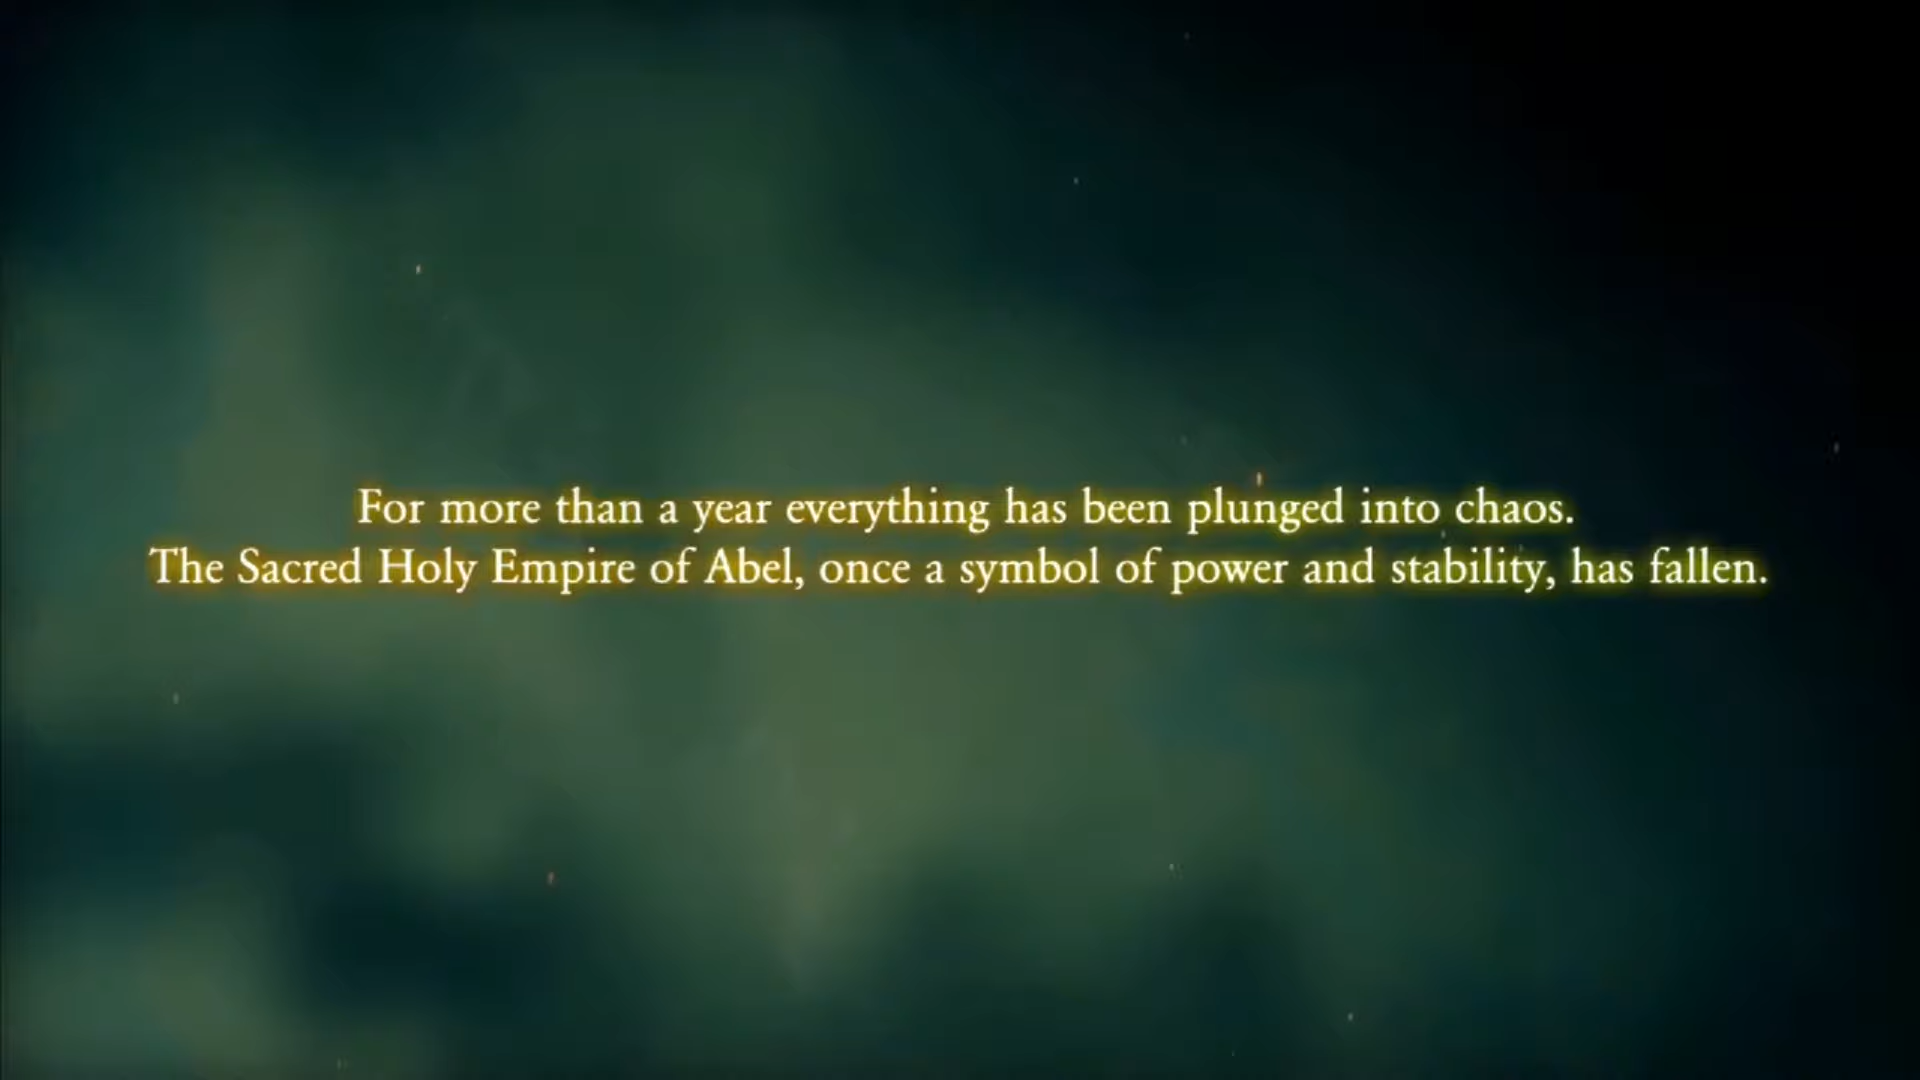 For more than a year everything has been plunged into chaos.
The Sacred Holy Empire of Abel, once a symbol of power and stability, has fallen.